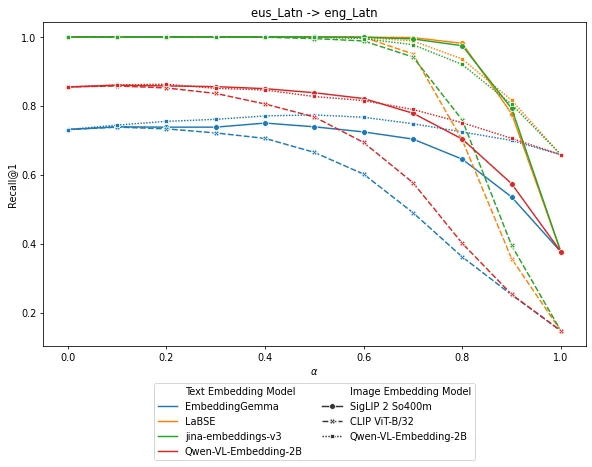 eus_Latn -> eng_Latn
1.0
0.8
0.6
0.4
0.2
Recall@1
0.0 0.2 0.4 0.6 0.8 1.0
α
Text Embedding Model
EmbeddingGemma
LaBSE
jina-embeddings-v3
Qwen-VL-Embedding-2B
Image Embedding Model
SigLIP 2 So400m
CLIP ViT-B/32
Qwen-VL-Embedding-2B